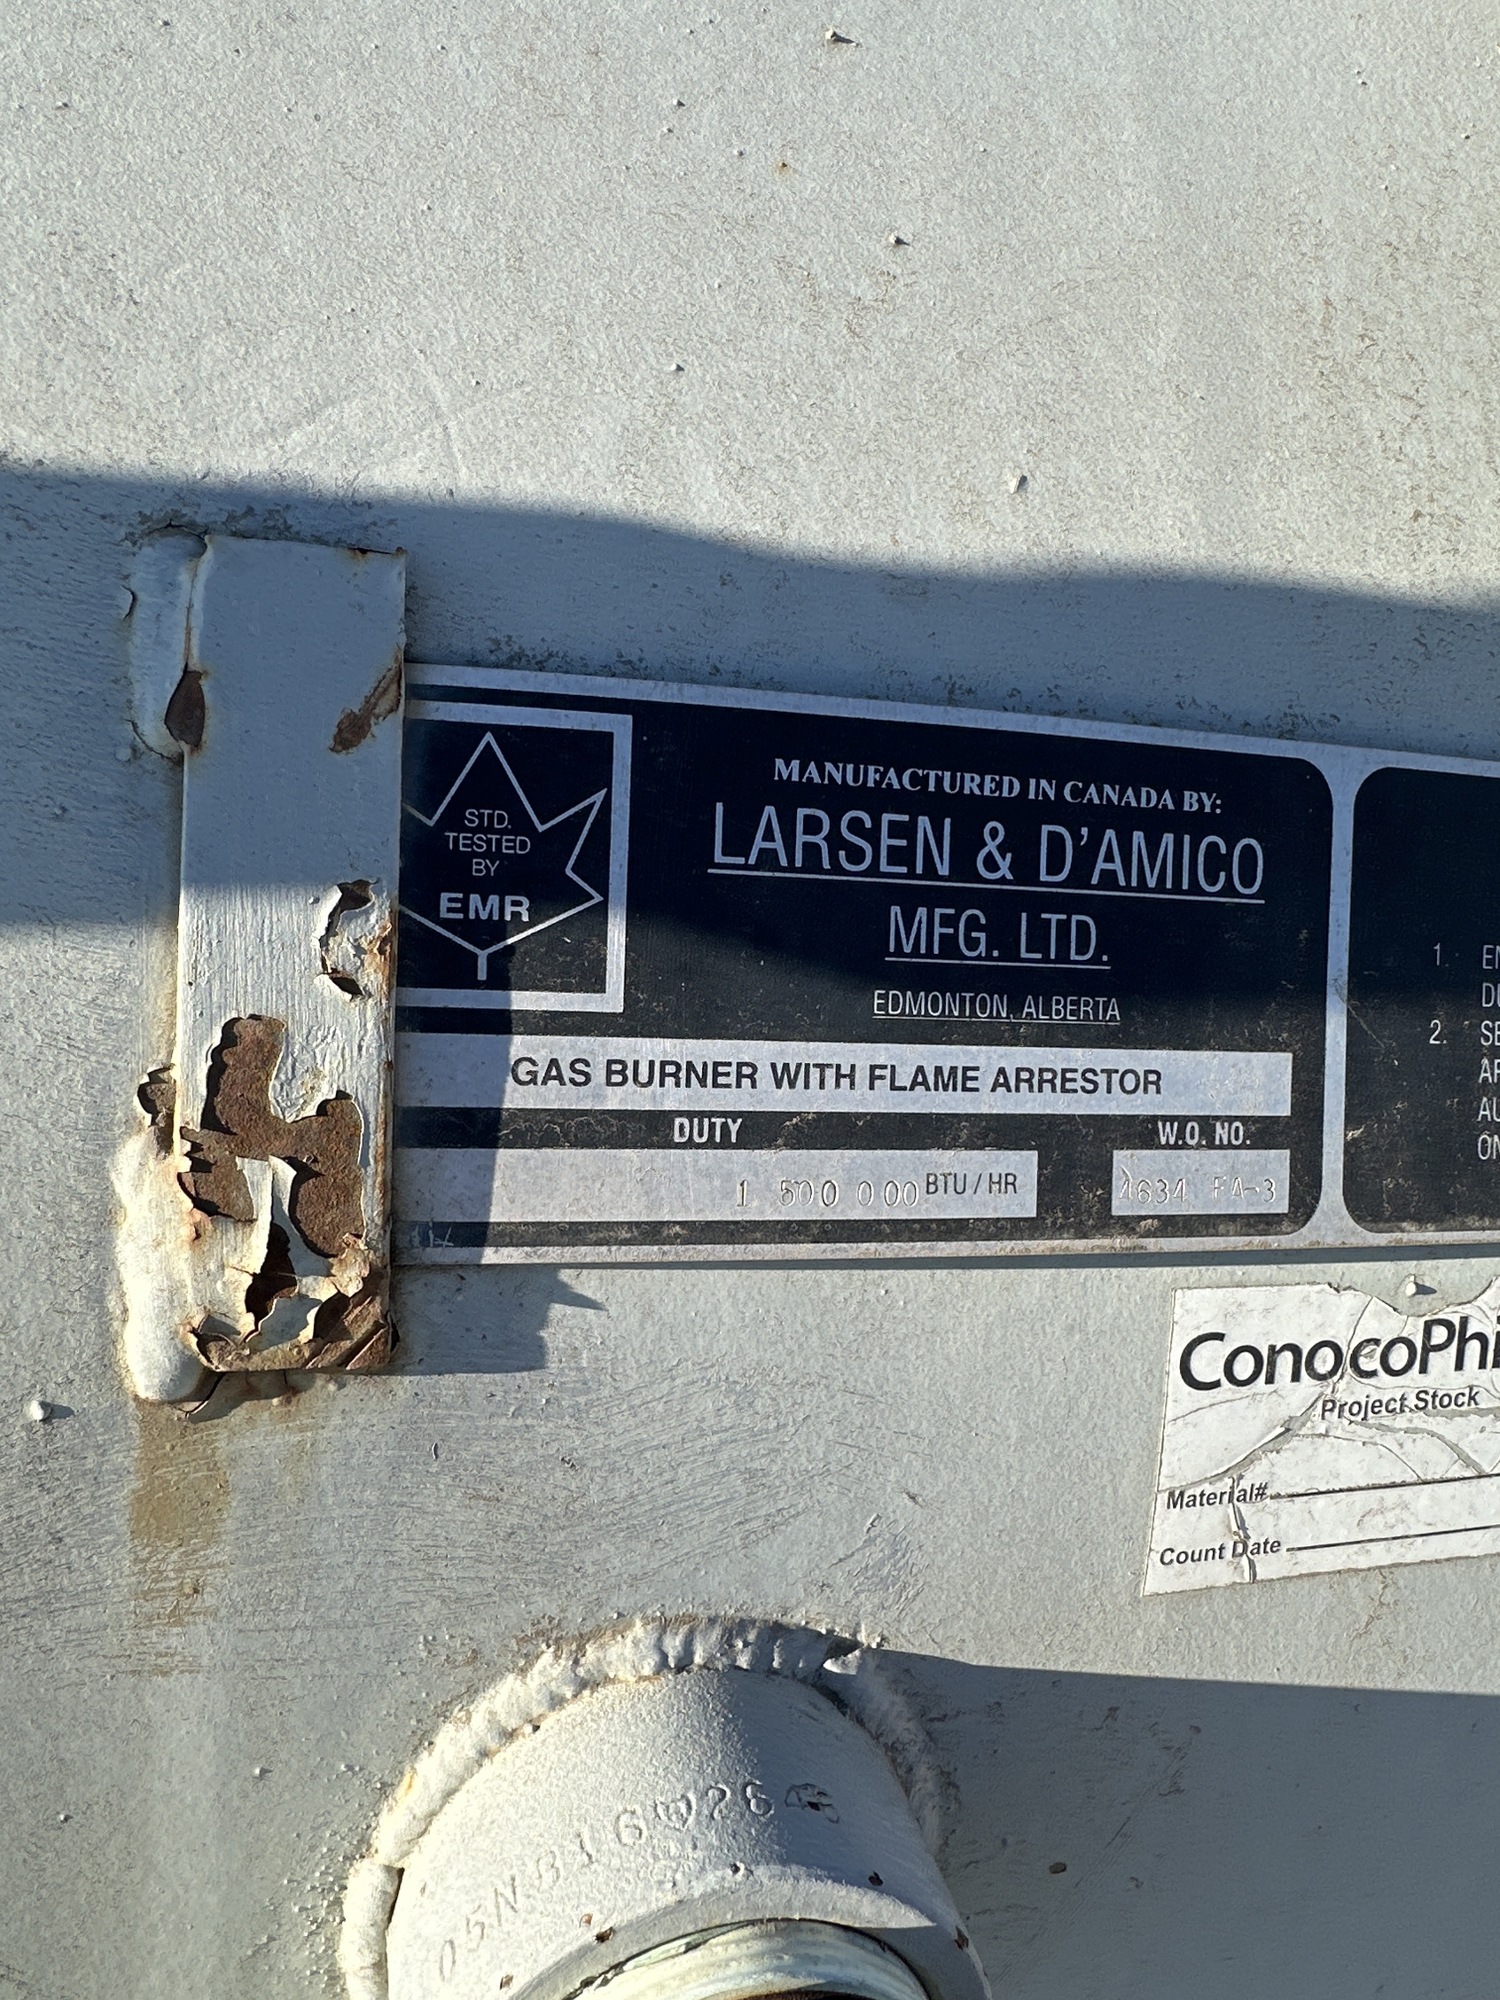 STD.
TESTED
BY
EMR
MANUFACTURED IN CANADA BY:
LARSEN & D'AMICO
MFG. LTD.
EDMONTON, ALBERTA
GAS BURNER WITH FLAME ARRESTOR
DUTY
W.O. NO.
1 500 000 BTU / HR
4634 FA-3
1.
2.
ConocoPhi
Project Stock
Material#
Count Date